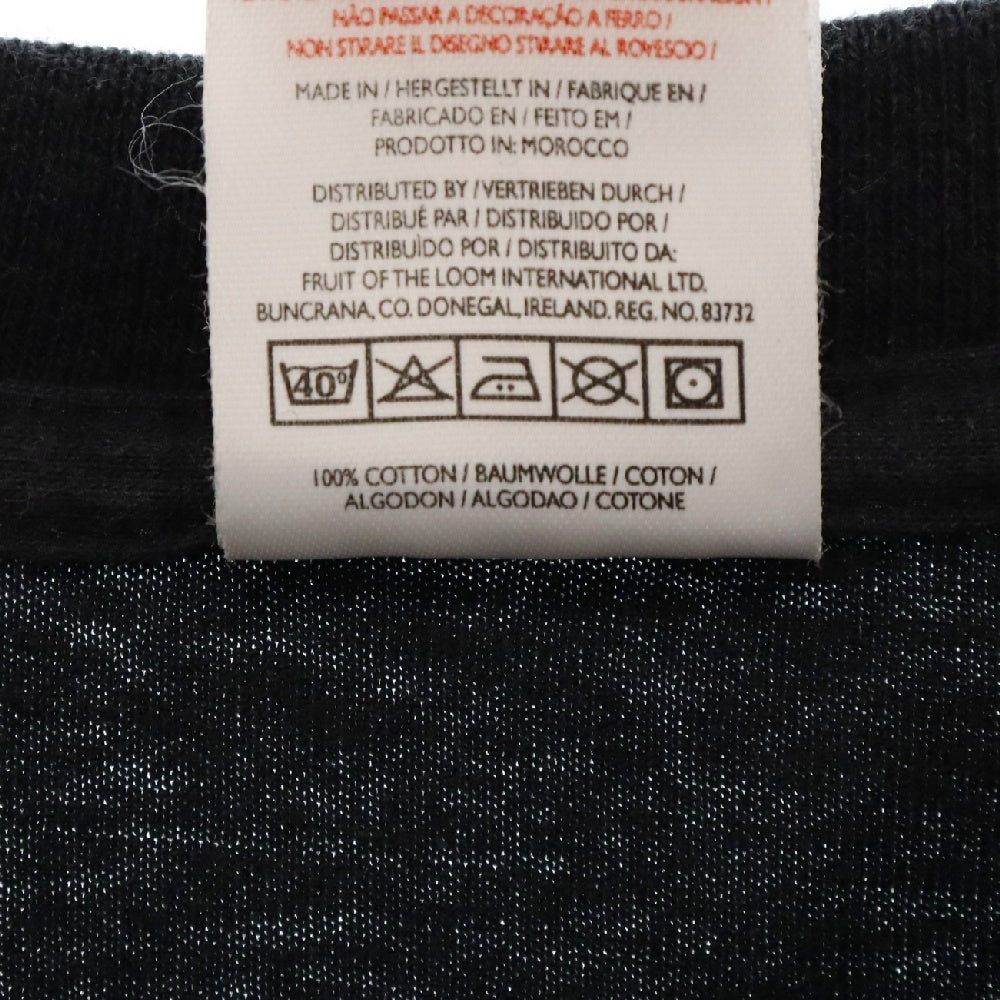 NÃO PASSAR A DECORAÇÃO A FERRO /
NON STIRARE IL DISEGNO STIRARE AL ROVESCIO /
MADE IN / HERGESTELLT IN / FABRIQUE EN /
FABRICADO EN / FEITO EM /
PRODOTTO IN: MOROCCO
DISTRIBUTED BY / VERTRIEBEN DURCH /
DISTRIBUÉ PAR / DISTRIBUIDO POR /
DISTRIBUÌDO POR / DISTRIBUITO DA:
FRUIT OF THE LOOM INTERNATIONAL LTD.
BUNCRANA, CO. DONEGAL, IRELAND. REG. NO. 83732
40°
100% COTTON / BAUMWOLLE / COTON /
ALGODON / ALGODAO / COTONE